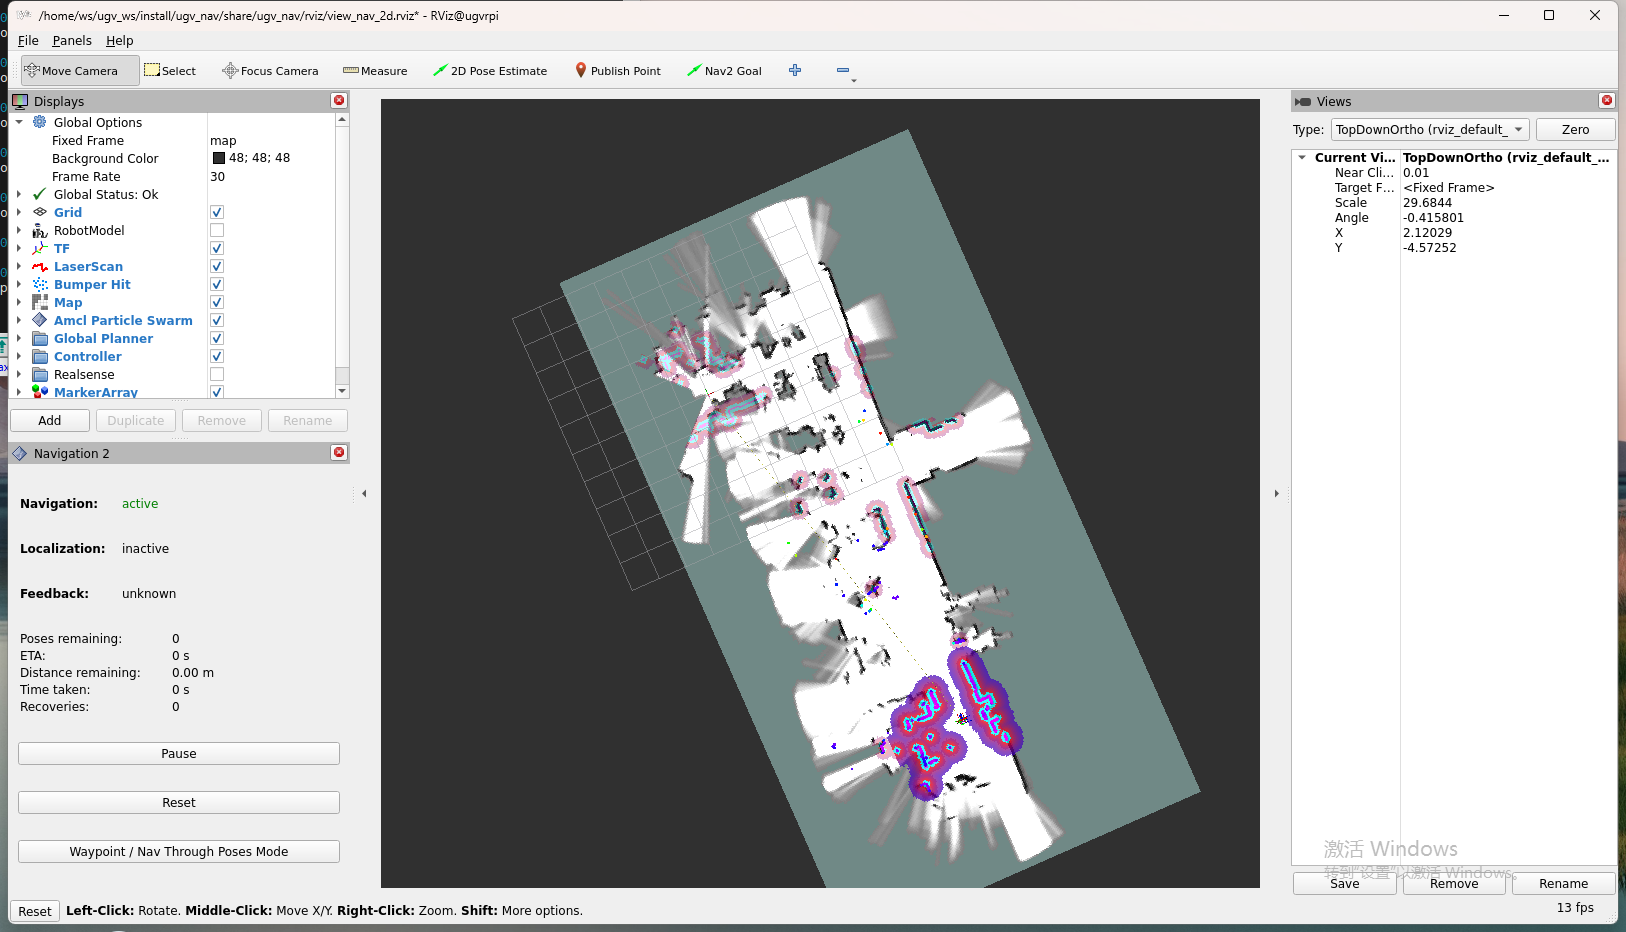 /home/ws/ugv_ws/install/ugv_nav/share/ugv_nav/rviz/view_nav_2d.rviz* - RViz@ugvrpi
File Panels Help
Move Camera Select Focus Camera Measure 2D Pose Estimate Publish Point Nav2 Goal
Displays
Global Options
Fixed Frame map
Background Color 48; 48; 48
Frame Rate 30
Global Status: Ok
Grid
RobotModel
TF
LaserScan
Bumper Hit
Map
Amcl Particle Swarm
Global Planner
Controller
Realsense
MarkerArray
Add Duplicate Remove Rename
Navigation 2
Navigation: active
Localization: inactive
Feedback: unknown
Poses remaining: 0
ETA: 0 s
Distance remaining: 0.00 m
Time taken: 0 s
Recoveries: 0
Pause
Reset
Waypoint / Nav Through Poses Mode
Views
Type: TopDownOrtho (rviz_default_ Zero
Current Vi... TopDownOrtho (rviz_default_...
Near Cli... 0.01
Target F... <Fixed Frame>
Scale 29.6844
Angle -0.415801
X 2.12029
Y -4.57252
激活 Windows
转到"设置"以激活 Windows。
Save Remove Rename
Reset Left-Click: Rotate. Middle-Click: Move X/Y. Right-Click: Zoom. Shift: More options.
13 fps